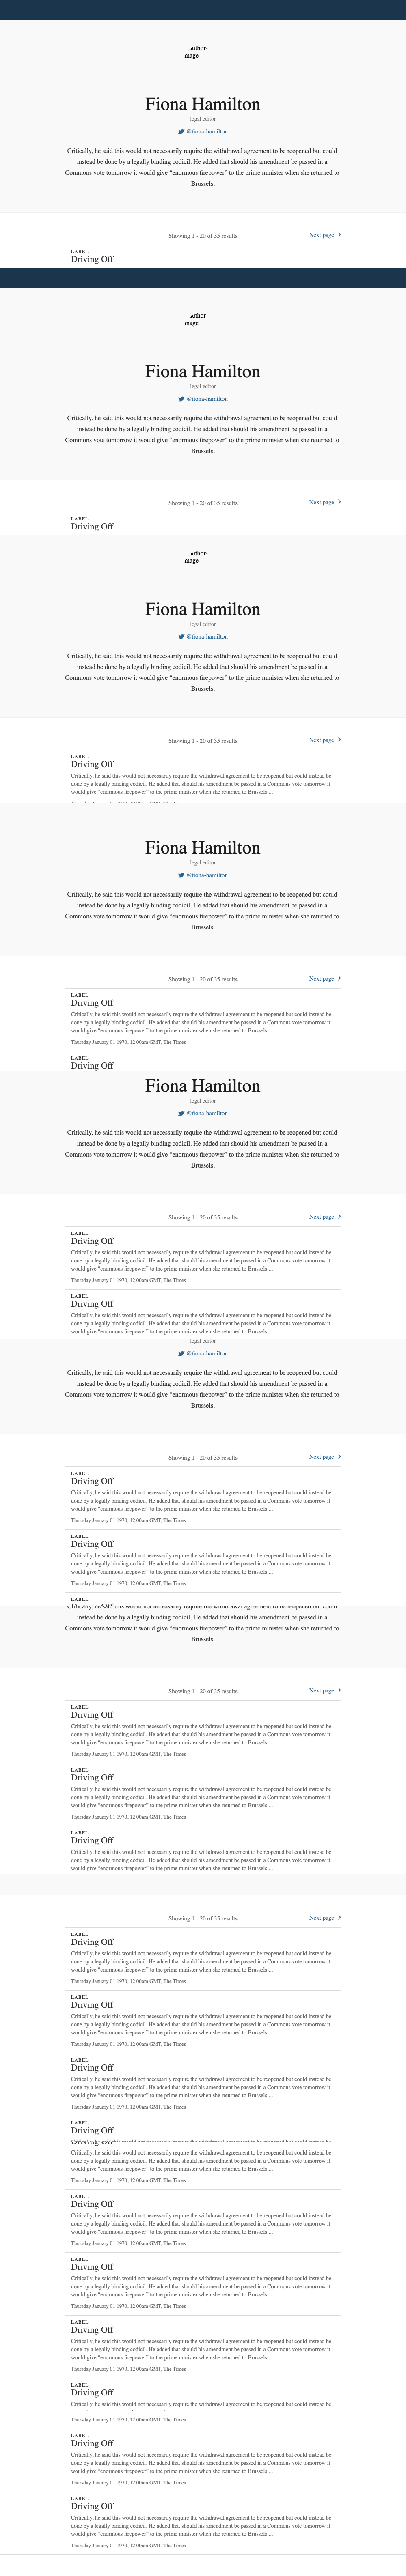 uthor-
mage
Fiona Hamilton
legal editor
@fiona-hamilton
Critically, he said this would not necessarily require the withdrawal agreement to be reopened but could
instead be done by a legally binding codicil. He added that should his amendment be passed in a
Commons vote tomorrow it would give “enormous firepower” to the prime minister when she returned to
Brussels.
Showing 1 - 20 of 35 results
Next page
LABEL
Driving Off
uthor-
mage
Fiona Hamilton
legal editor
@fiona-hamilton
Critically, he said this would not necessarily require the withdrawal agreement to be reopened but could
instead be done by a legally binding codicil. He added that should his amendment be passed in a
Commons vote tomorrow it would give “enormous firepower” to the prime minister when she returned to
Brussels.
Showing 1 - 20 of 35 results
Next page
LABEL
Driving Off
uthor-
mage
Fiona Hamilton
legal editor
@fiona-hamilton
Critically, he said this would not necessarily require the withdrawal agreement to be reopened but could
instead be done by a legally binding codicil. He added that should his amendment be passed in a
Commons vote tomorrow it would give “enormous firepower” to the prime minister when she returned to
Brussels.
Showing 1 - 20 of 35 results
Next page
LABEL
Driving Off
Critically, he said this would not necessarily require the withdrawal agreement to be reopened but could instead be
done by a legally binding codicil. He added that should his amendment be passed in a Commons vote tomorrow it
would give “enormous firepower” to the prime minister when she returned to Brussels....
Fiona Hamilton
legal editor
@fiona-hamilton
Critically, he said this would not necessarily require the withdrawal agreement to be reopened but could
instead be done by a legally binding codicil. He added that should his amendment be passed in a
Commons vote tomorrow it would give “enormous firepower” to the prime minister when she returned to
Brussels.
Showing 1 - 20 of 35 results
Next page
LABEL
Driving Off
Critically, he said this would not necessarily require the withdrawal agreement to be reopened but could instead be
done by a legally binding codicil. He added that should his amendment be passed in a Commons vote tomorrow it
would give “enormous firepower” to the prime minister when she returned to Brussels....
Thursday January 01 1970, 12.00am GMT, The Times
LABEL
Driving Off
Fiona Hamilton
legal editor
@fiona-hamilton
Critically, he said this would not necessarily require the withdrawal agreement to be reopened but could
instead be done by a legally binding codicil. He added that should his amendment be passed in a
Commons vote tomorrow it would give “enormous firepower” to the prime minister when she returned to
Brussels.
Showing 1 - 20 of 35 results
Next page
LABEL
Driving Off
Critically, he said this would not necessarily require the withdrawal agreement to be reopened but could instead be
done by a legally binding codicil. He added that should his amendment be passed in a Commons vote tomorrow it
would give “enormous firepower” to the prime minister when she returned to Brussels....
Thursday January 01 1970, 12.00am GMT, The Times
LABEL
Driving Off
Critically, he said this would not necessarily require the withdrawal agreement to be reopened but could instead be
done by a legally binding codicil. He added that should his amendment be passed in a Commons vote tomorrow it
would give “enormous firepower” to the prime minister when she returned to Brussels....
legal editor
@fiona-hamilton
Critically, he said this would not necessarily require the withdrawal agreement to be reopened but could
instead be done by a legally binding codicil. He added that should his amendment be passed in a
Commons vote tomorrow it would give “enormous firepower” to the prime minister when she returned to
Brussels.
Showing 1 - 20 of 35 results
Next page
LABEL
Driving Off
Critically, he said this would not necessarily require the withdrawal agreement to be reopened but could instead be
done by a legally binding codicil. He added that should his amendment be passed in a Commons vote tomorrow it
would give “enormous firepower” to the prime minister when she returned to Brussels....
Thursday January 01 1970, 12.00am GMT, The Times
LABEL
Driving Off
Critically, he said this would not necessarily require the withdrawal agreement to be reopened but could instead be
done by a legally binding codicil. He added that should his amendment be passed in a Commons vote tomorrow it
would give “enormous firepower” to the prime minister when she returned to Brussels....
Thursday January 01 1970, 12.00am GMT, The Times
LABEL
instead be done by a legally binding codicil. He added that should his amendment be passed in a
Commons vote tomorrow it would give “enormous firepower” to the prime minister when she returned to
Brussels.
Showing 1 - 20 of 35 results
Next page
LABEL
Driving Off
Critically, he said this would not necessarily require the withdrawal agreement to be reopened but could instead be
done by a legally binding codicil. He added that should his amendment be passed in a Commons vote tomorrow it
would give “enormous firepower” to the prime minister when she returned to Brussels....
Thursday January 01 1970, 12.00am GMT, The Times
LABEL
Driving Off
Critically, he said this would not necessarily require the withdrawal agreement to be reopened but could instead be
done by a legally binding codicil. He added that should his amendment be passed in a Commons vote tomorrow it
would give “enormous firepower” to the prime minister when she returned to Brussels....
Thursday January 01 1970, 12.00am GMT, The Times
LABEL
Driving Off
Critically, he said this would not necessarily require the withdrawal agreement to be reopened but could instead be
done by a legally binding codicil. He added that should his amendment be passed in a Commons vote tomorrow it
would give “enormous firepower” to the prime minister when she returned to Brussels....
Showing 1 - 20 of 35 results
Next page
LABEL
Driving Off
Critically, he said this would not necessarily require the withdrawal agreement to be reopened but could instead be
done by a legally binding codicil. He added that should his amendment be passed in a Commons vote tomorrow it
would give “enormous firepower” to the prime minister when she returned to Brussels....
Thursday January 01 1970, 12.00am GMT, The Times
LABEL
Driving Off
Critically, he said this would not necessarily require the withdrawal agreement to be reopened but could instead be
done by a legally binding codicil. He added that should his amendment be passed in a Commons vote tomorrow it
would give “enormous firepower” to the prime minister when she returned to Brussels....
Thursday January 01 1970, 12.00am GMT, The Times
LABEL
Driving Off
Critically, he said this would not necessarily require the withdrawal agreement to be reopened but could instead be
done by a legally binding codicil. He added that should his amendment be passed in a Commons vote tomorrow it
would give “enormous firepower” to the prime minister when she returned to Brussels....
Thursday January 01 1970, 12.00am GMT, The Times
LABEL
Driving Off
done by a legally binding codicil. He added that should his amendment be passed in a Commons vote tomorrow it
would give “enormous firepower” to the prime minister when she returned to Brussels....
Thursday January 01 1970, 12.00am GMT, The Times
LABEL
Driving Off
Critically, he said this would not necessarily require the withdrawal agreement to be reopened but could instead be
done by a legally binding codicil. He added that should his amendment be passed in a Commons vote tomorrow it
would give “enormous firepower” to the prime minister when she returned to Brussels....
Thursday January 01 1970, 12.00am GMT, The Times
LABEL
Driving Off
Critically, he said this would not necessarily require the withdrawal agreement to be reopened but could instead be
done by a legally binding codicil. He added that should his amendment be passed in a Commons vote tomorrow it
would give “enormous firepower” to the prime minister when she returned to Brussels....
Thursday January 01 1970, 12.00am GMT, The Times
LABEL
Driving Off
Critically, he said this would not necessarily require the withdrawal agreement to be reopened but could instead be
done by a legally binding codicil. He added that should his amendment be passed in a Commons vote tomorrow it
would give “enormous firepower” to the prime minister when she returned to Brussels....
Thursday January 01 1970, 12.00am GMT, The Times
LABEL
Driving Off
Critically, he said this would not necessarily require the withdrawal agreement to be reopened but could instead be
Thursday January 01 1970, 12.00am GMT, The Times
LABEL
Driving Off
Critically, he said this would not necessarily require the withdrawal agreement to be reopened but could instead be
done by a legally binding codicil. He added that should his amendment be passed in a Commons vote tomorrow it
would give “enormous firepower” to the prime minister when she returned to Brussels....
Thursday January 01 1970, 12.00am GMT, The Times
LABEL
Driving Off
Critically, he said this would not necessarily require the withdrawal agreement to be reopened but could instead be
done by a legally binding codicil. He added that should his amendment be passed in a Commons vote tomorrow it
would give “enormous firepower” to the prime minister when she returned to Brussels....
Thursday January 01 1970, 12.00am GMT, The Times